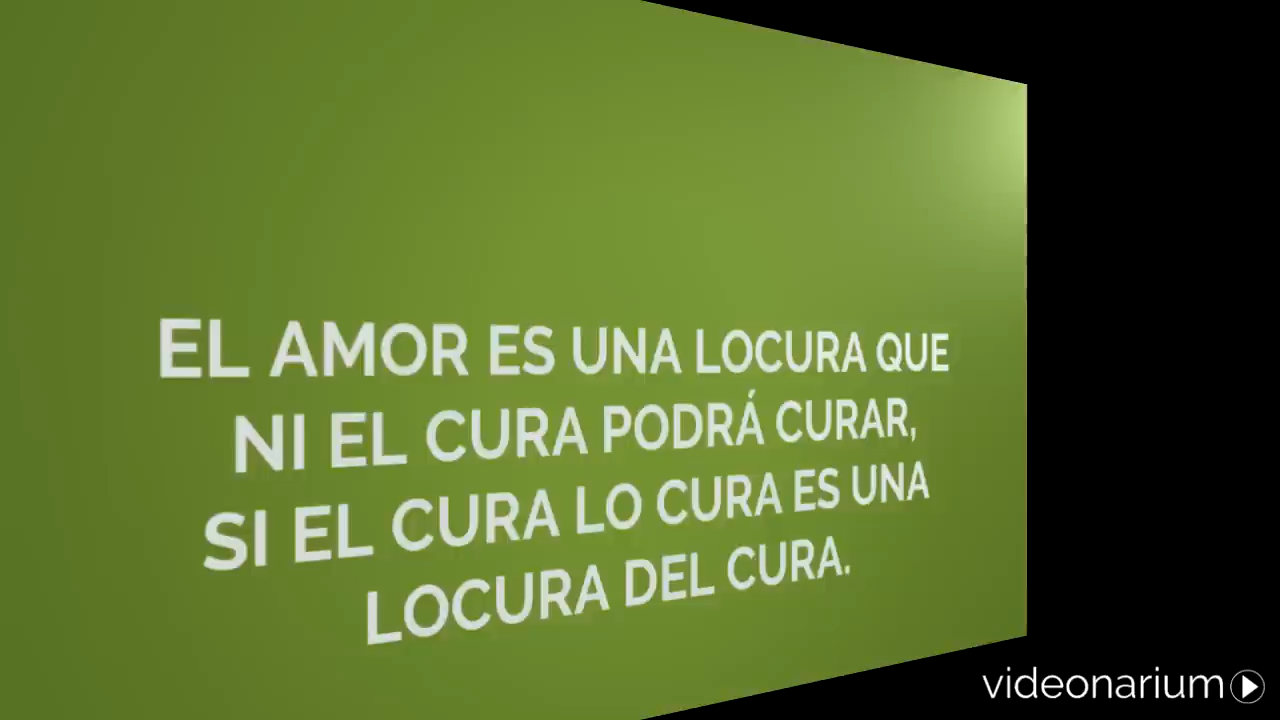 EL AMOR ES UNA LOCURA QUE
NI EL CURA PODRÁ CURAR,
SI EL CURA LO CURA ES UNA
LOCURA DEL CURA.
videonarium